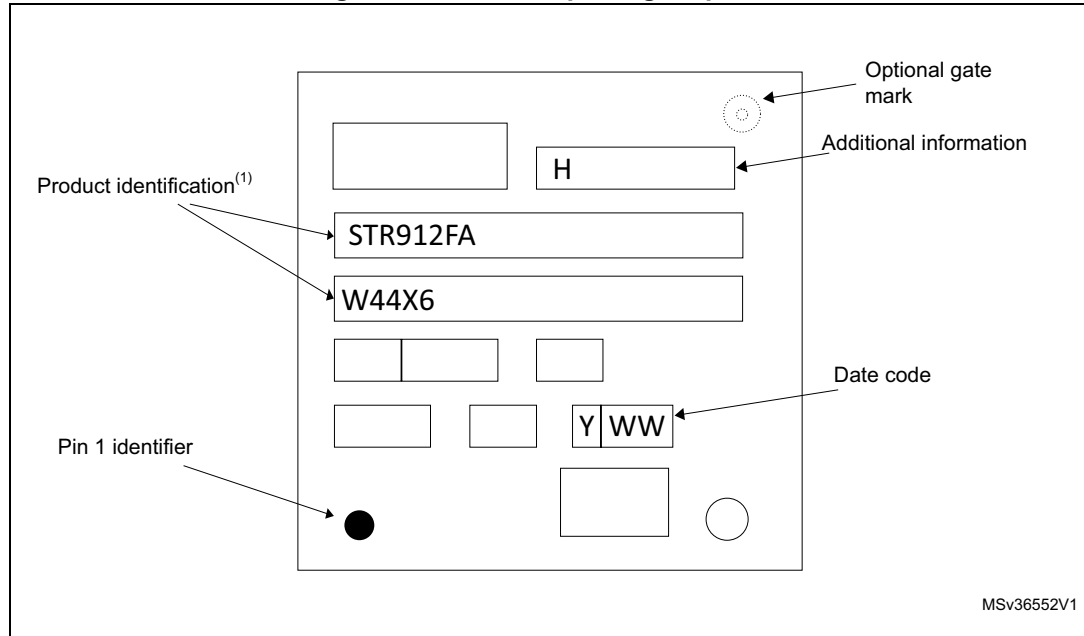 Optional gate
mark
Additional information
H
Product identification(1)
STR912FA
W44X6
Date code
Y WW
Pin 1 identifier
MSv36552V1